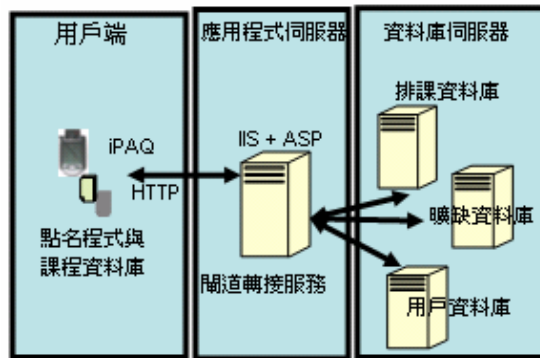 用戶端
iPAQ
HTTP
點名程式與
課程資料庫
應用程式伺服器
IIS + ASP
閘道轉接服務
資料庫伺服器
排課資料庫
曠缺資料庫
用戶資料庫